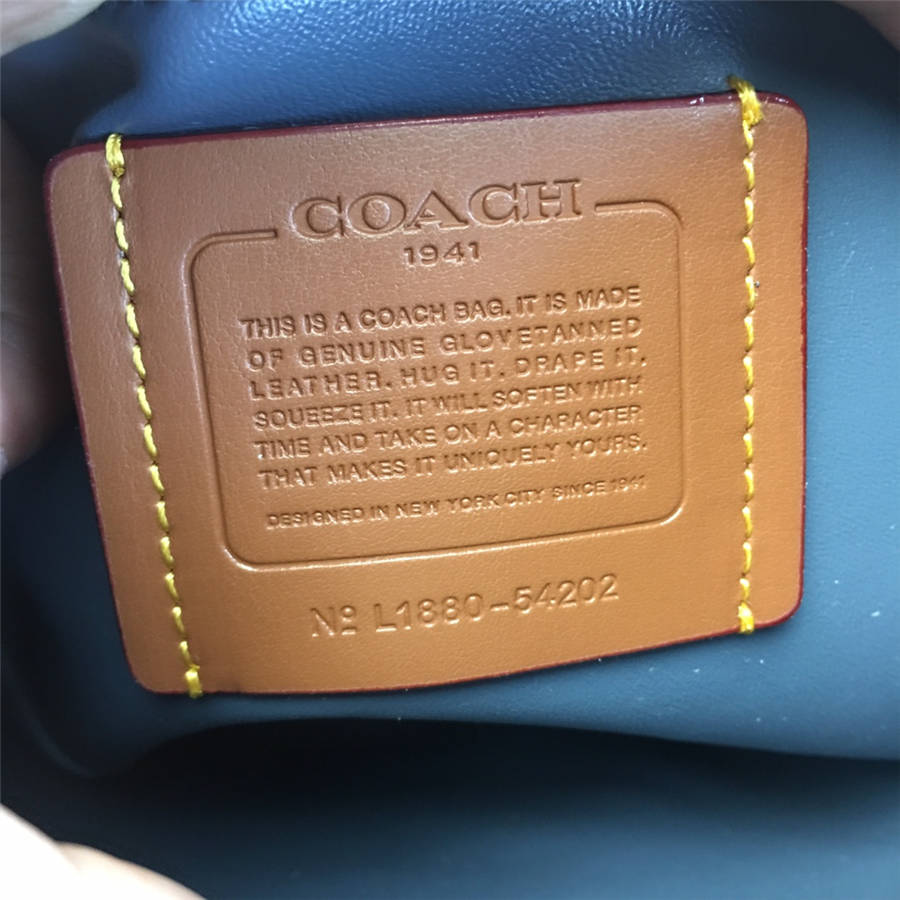 COACH
1941
THIS IS A COACH BAG. IT IS MADE
OF GENUINE GLOVETANNED
LEATHER. HUG IT. DRAPE IT.
SQUEEZE IT. IT WILL SOFTEN WITH
TIME AND TAKE ON A CHARACTER
THAT MAKES IT UNIQUELY YOURS.
DESIGNED IN NEW YORK CITY SINCE 1941
Nº L1880-54202